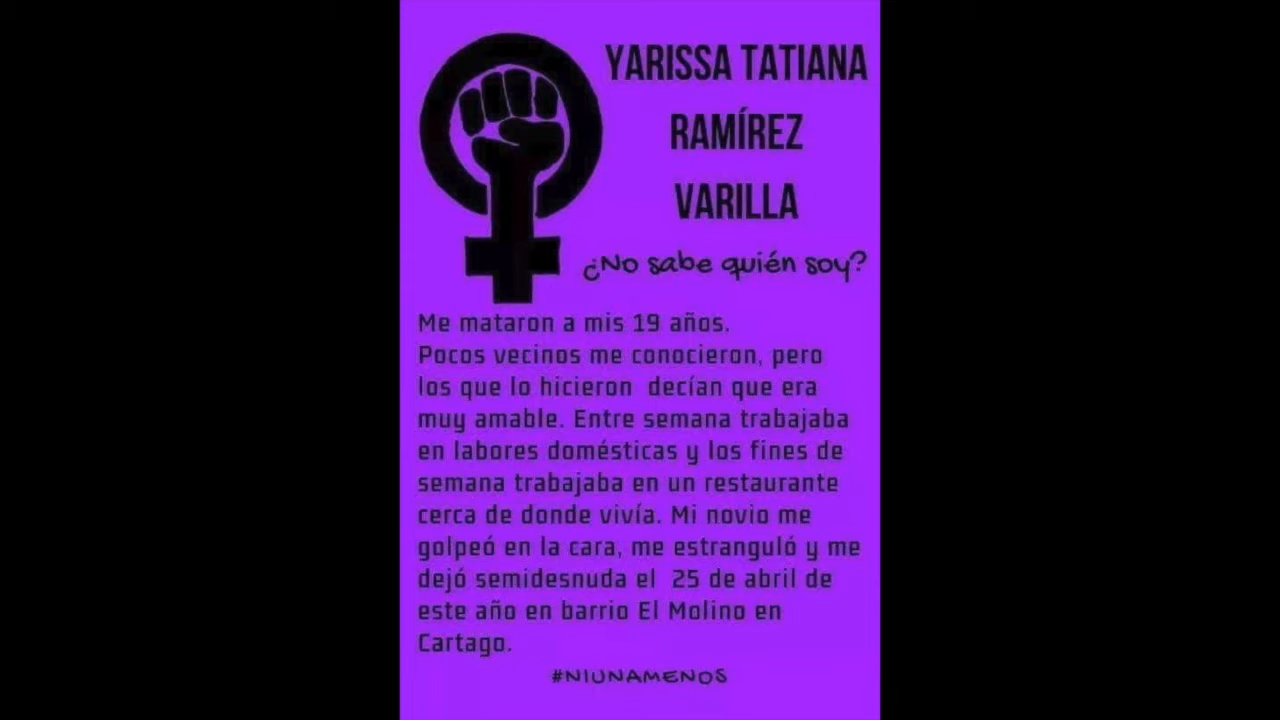 YARISSA TATIANA
RAMÍREZ
VARILLA
¿No sabe quién soy?
Me mataron a mis 19 años.
Pocos vecinos me conocieron, pero
los que lo hicieron decían que era
muy amable. Entre semana trabajaba
en labores domésticas y los fines de
semana trabajaba en un restaurante
cerca de donde vivía. Mi novio me
golpeó en la cara, me estranguló y me
dejó semidesnuda el 25 de abril de
este año en barrio El Molino en
Cartago.
#NIUNAMENOS